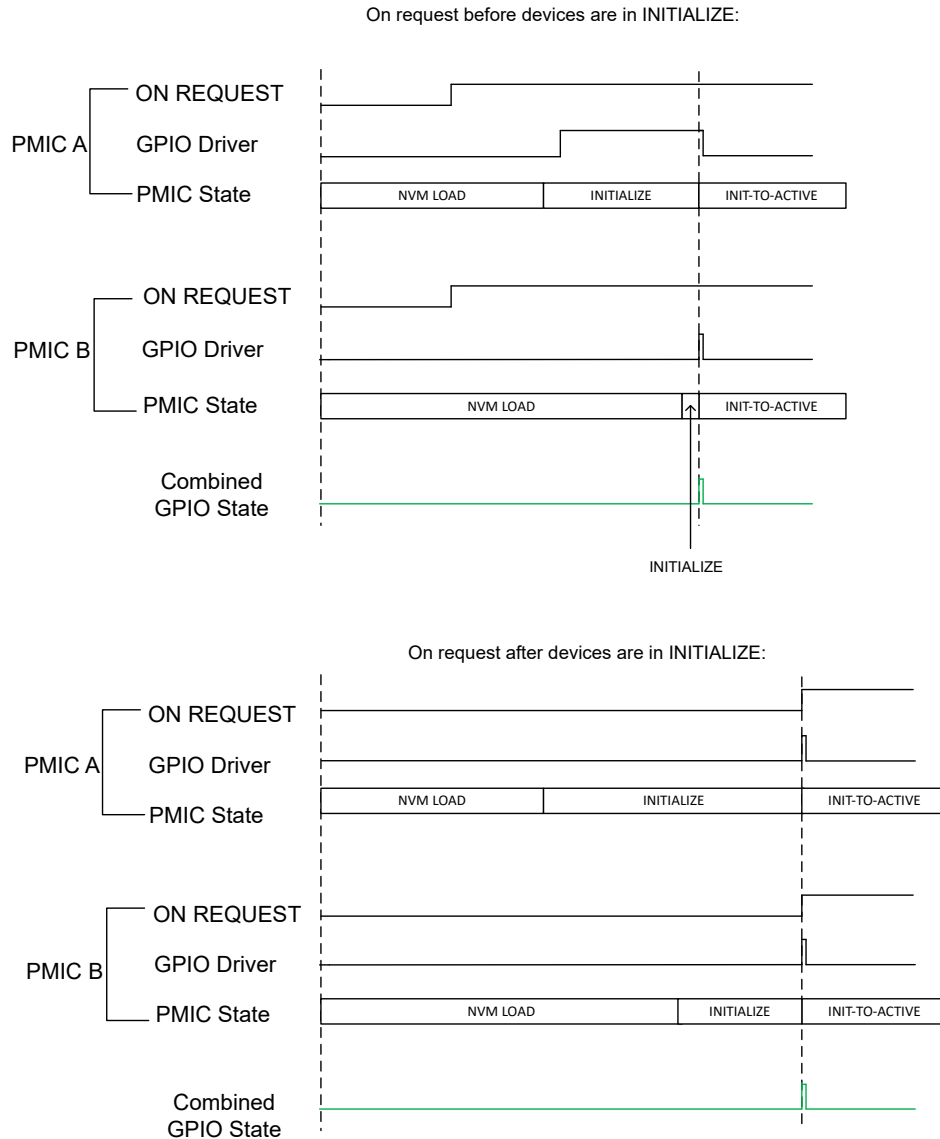 On request before devices are in INITIALIZE:
ON REQUEST
PMIC A
GPIO Driver
PMIC State
NVM LOAD
INITIALIZE
INIT-TO-ACTIVE
ON REQUEST
PMIC B
GPIO Driver
PMIC State
NVM LOAD
INIT-TO-ACTIVE
Combined
GPIO State
INITIALIZE
On request after devices are in INITIALIZE:
ON REQUEST
PMIC A
GPIO Driver
PMIC State
NVM LOAD
INITIALIZE
INIT-TO-ACTIVE
ON REQUEST
PMIC B
GPIO Driver
PMIC State
NVM LOAD
INITIALIZE
INIT-TO-ACTIVE
Combined
GPIO State